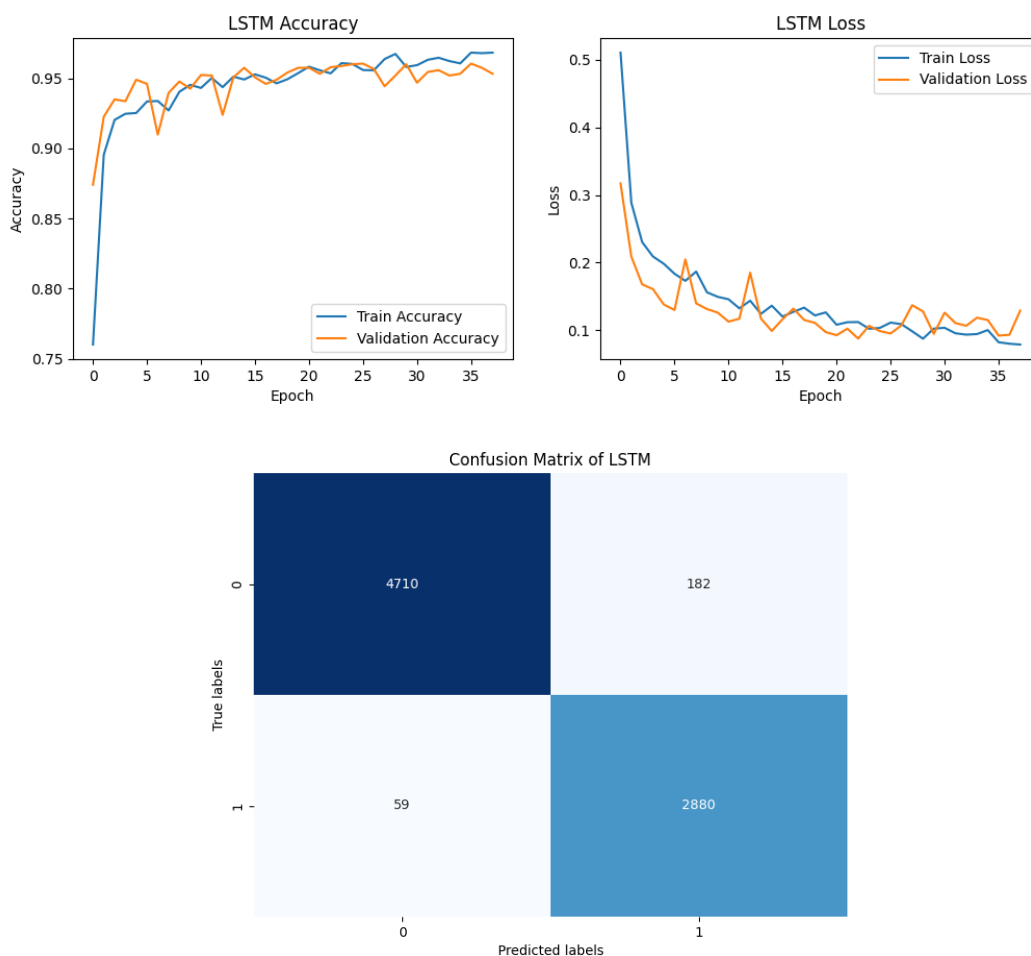 LSTM Accuracy
0.95
0.90
0.85
0.80
0.75
Accuracy
Train Accuracy
Validation Accuracy
0 5 10 15 20 25 30 35
Epoch
LSTM Loss
0.5
0.4
0.3
0.2
0.1
Loss
Train Loss
Validation Loss
0 5 10 15 20 25 30 35
Epoch
Confusion Matrix of LSTM
True labels
0
4710 182
1
59 2880
0 1
Predicted labels